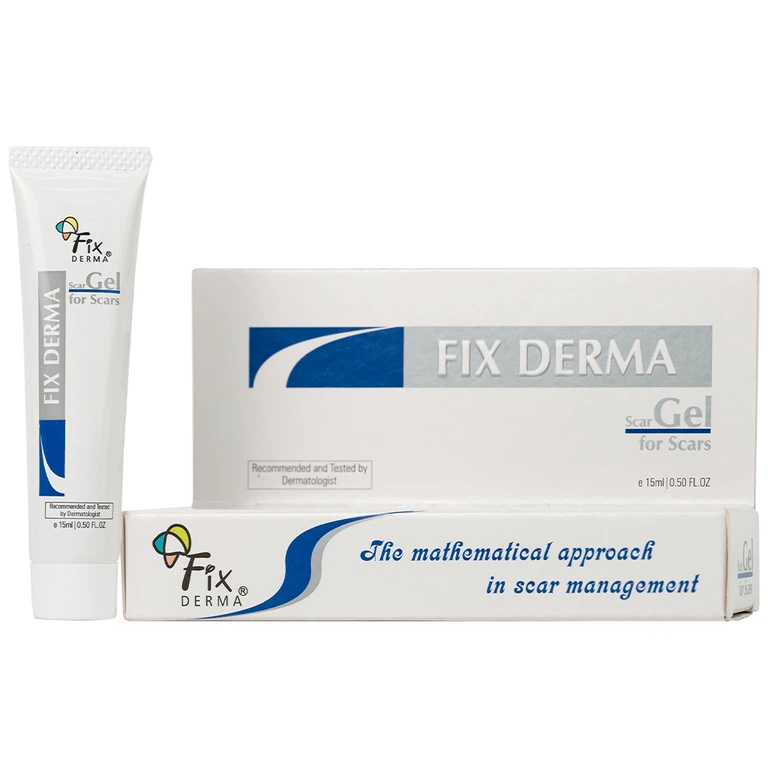 Fix
DERMA®
Scar Gel
for Scars
FIX DERMA
Recommended and Tested
by Dermatologist
e 15ml | 0.50 FL.OZ
FIX DERMA
Scar Gel
for Scars
Recommended and Tested by
Dermatologist
e 15ml | 0.50 FL.OZ
Fix
DERMA®
The mathematical approach
in scar management
Scar Gel
for Scars